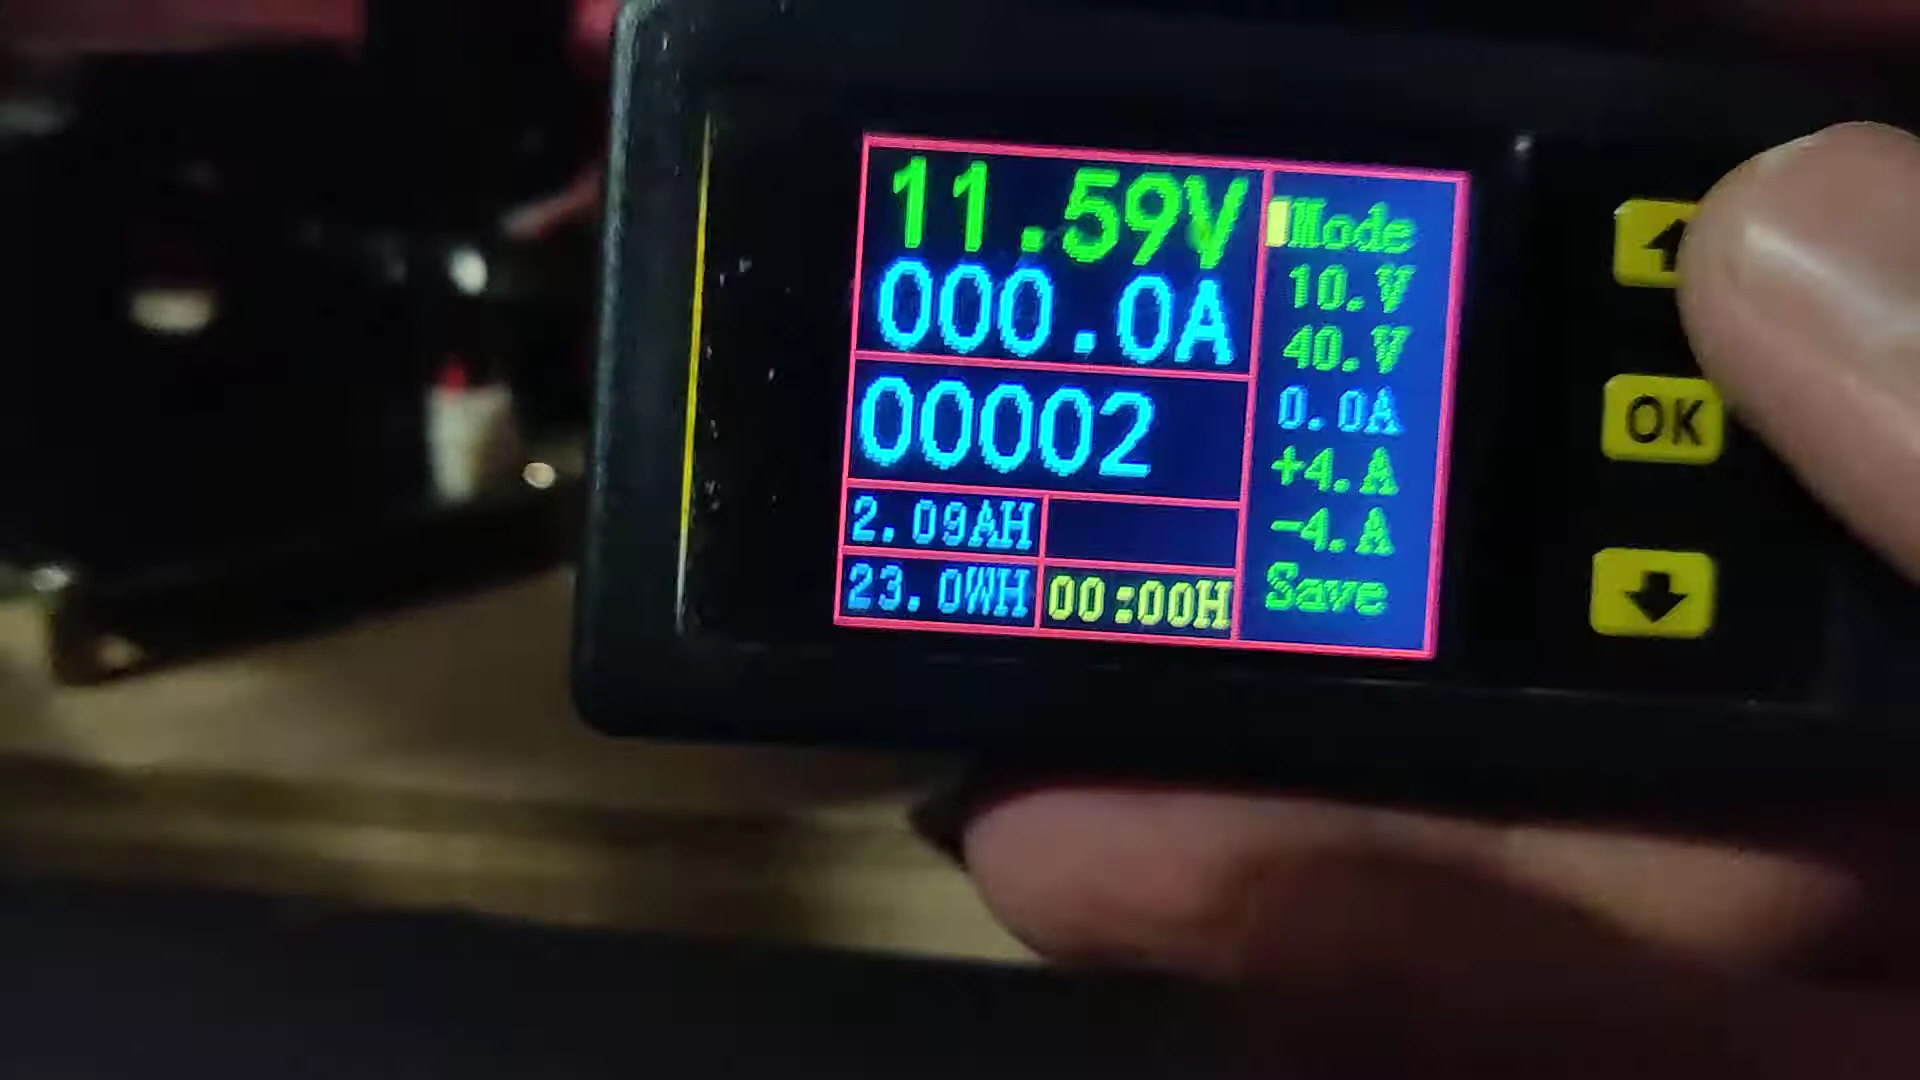 11.59V
000.0A
00002
2.09AH
23.0WH
00:00H
Mode
10.V
40.V
0.0A
+4.A
-4.A
Save
OK